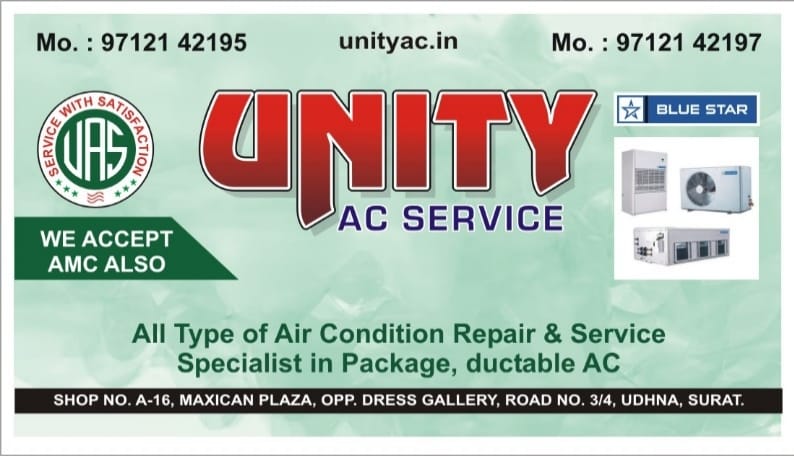 Mo. : 97121 42195
unityac.in
Mo. : 97121 42197
SERVICE WITH SATISFACTION
UAS
UNITY
AC SERVICE
BLUE STAR
WE ACCEPT
AMC ALSO
All Type of Air Condition Repair & Service
Specialist in Package, ductable AC
SHOP NO. A-16, MAXICAN PLAZA, OPP. DRESS GALLERY, ROAD NO. 3/4, UDHNA, SURAT.